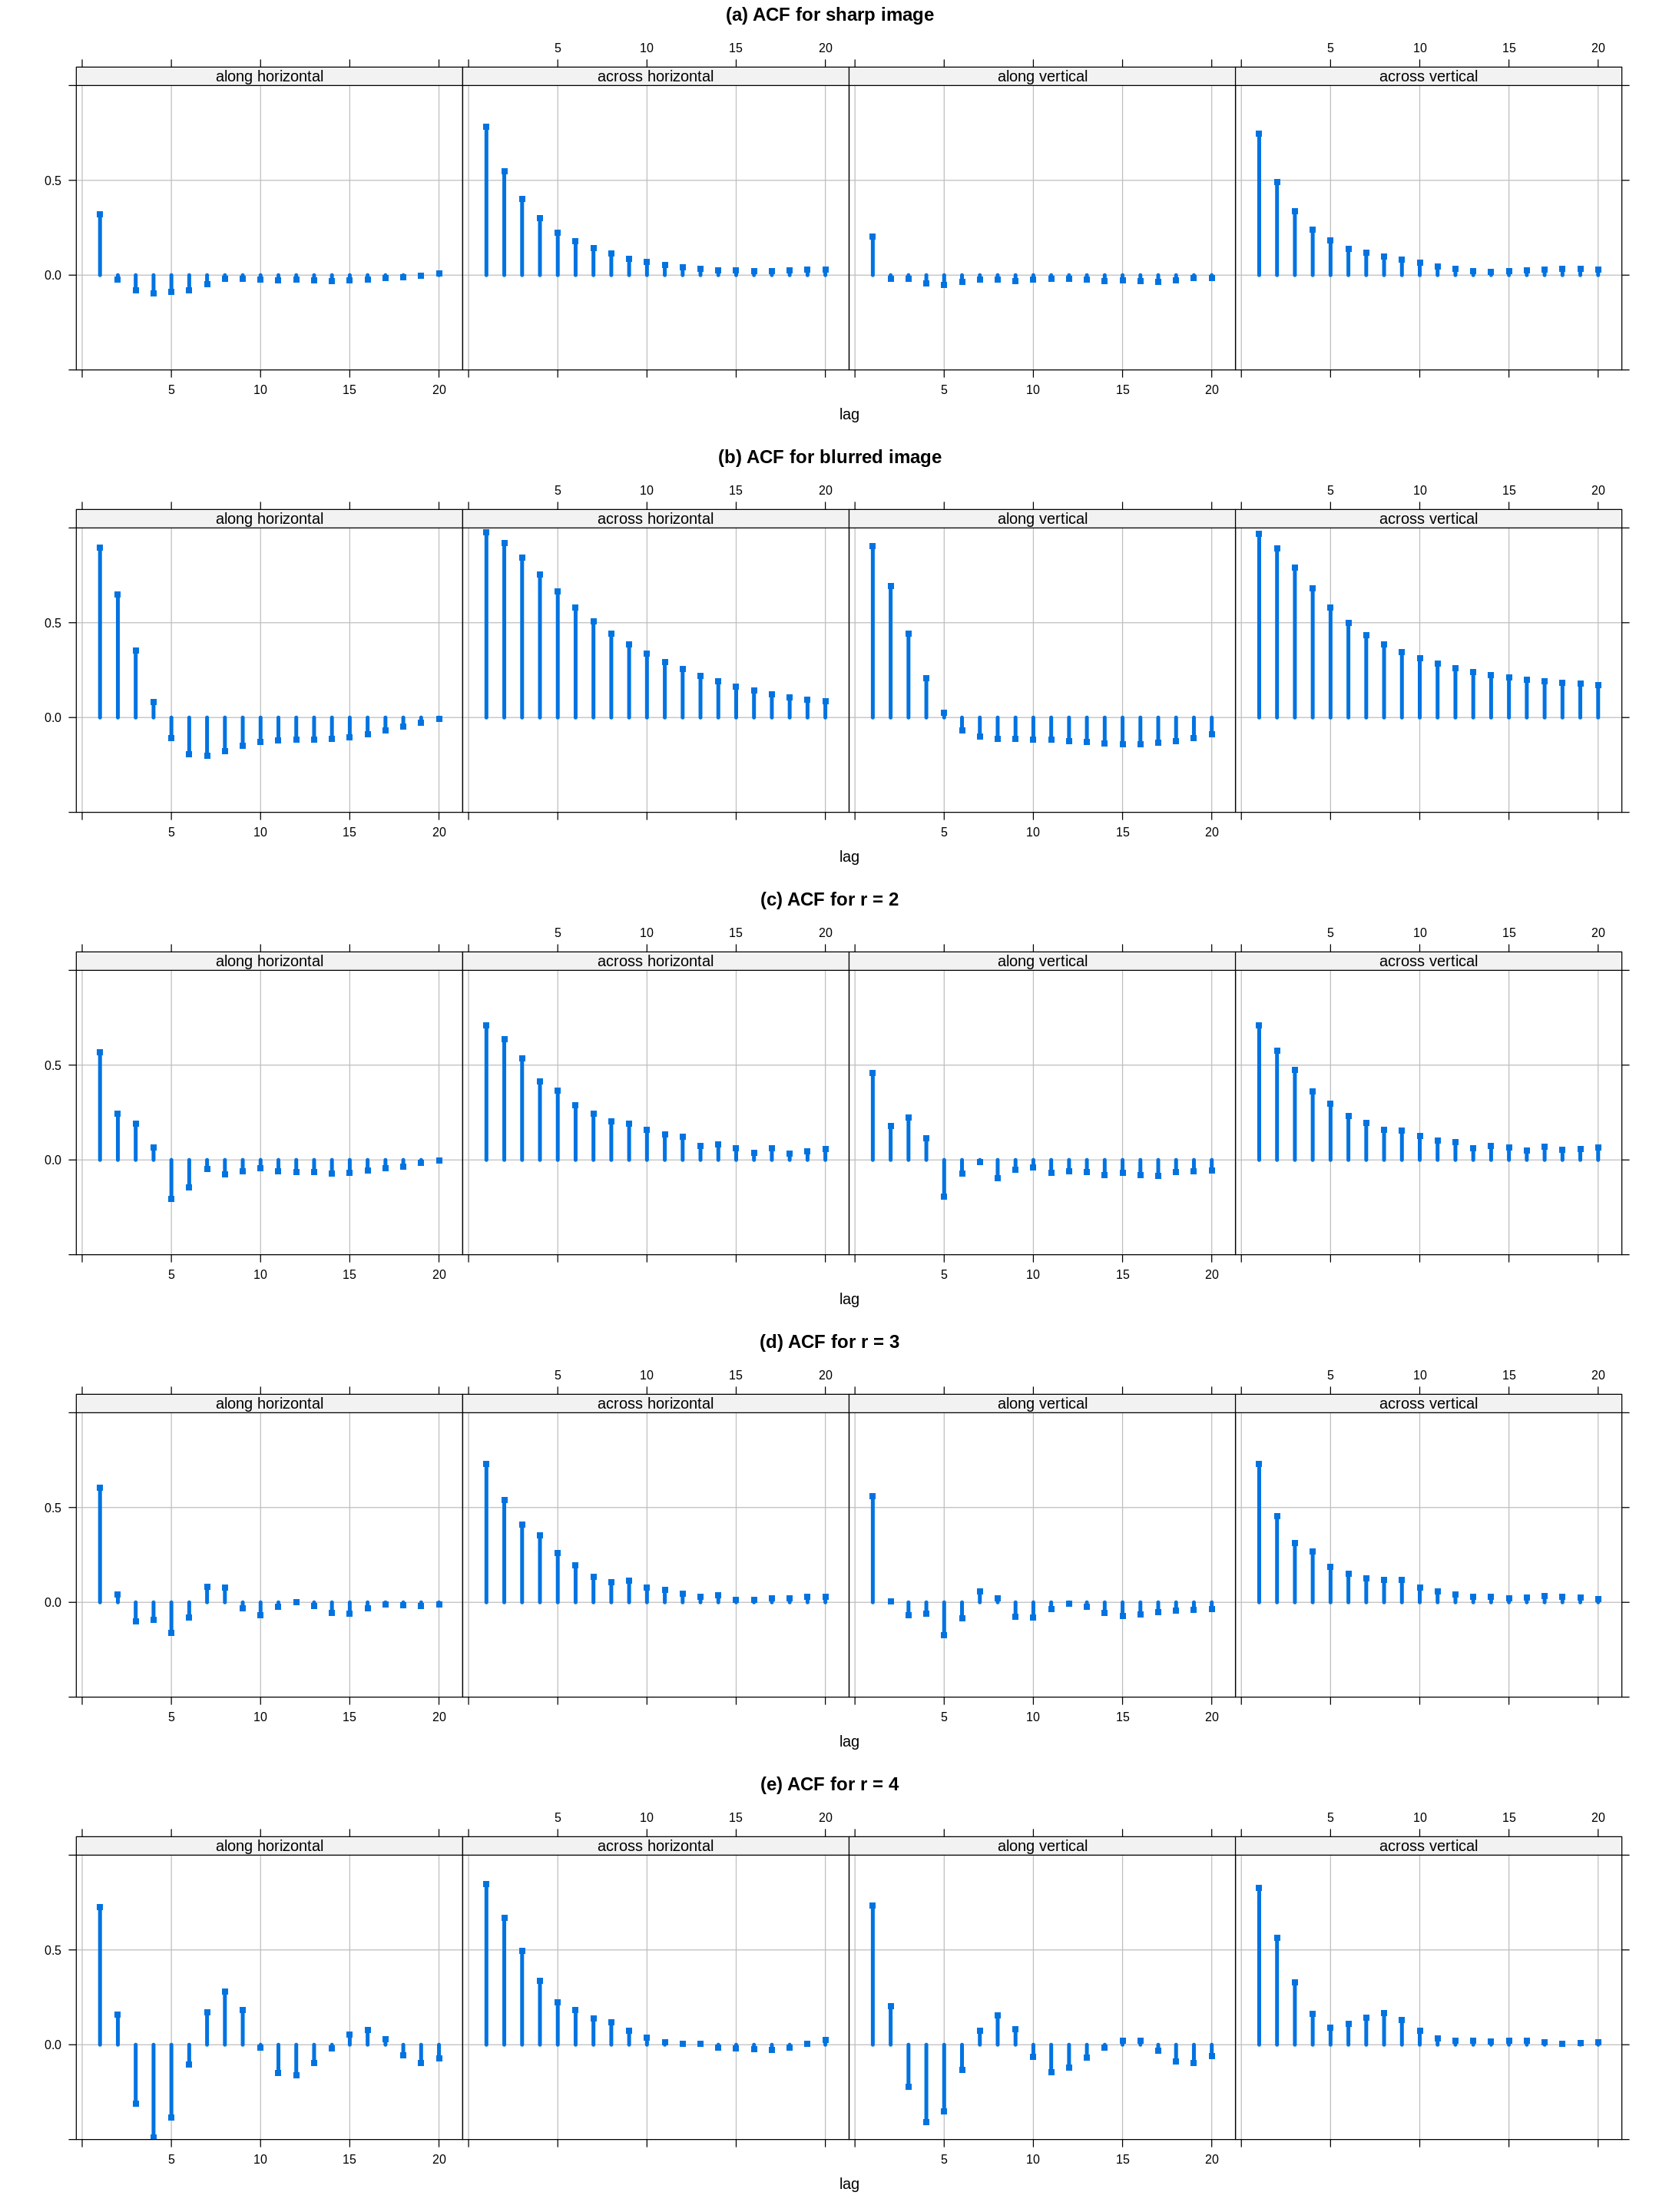 (a) ACF for sharp image
5 10 15 20 5 10 15 20
along horizontal across horizontal along vertical across vertical
0.5
0.0
5 10 15 20 5 10 15 20
lag
(b) ACF for blurred image
5 10 15 20 5 10 15 20
along horizontal across horizontal along vertical across vertical
0.5
0.0
5 10 15 20 5 10 15 20
lag
(c) ACF for r = 2
5 10 15 20 5 10 15 20
along horizontal across horizontal along vertical across vertical
0.5
0.0
5 10 15 20 5 10 15 20
lag
(d) ACF for r = 3
5 10 15 20 5 10 15 20
along horizontal across horizontal along vertical across vertical
0.5
0.0
5 10 15 20 5 10 15 20
lag
(e) ACF for r = 4
5 10 15 20 5 10 15 20
along horizontal across horizontal along vertical across vertical
0.5
0.0
5 10 15 20 5 10 15 20
lag